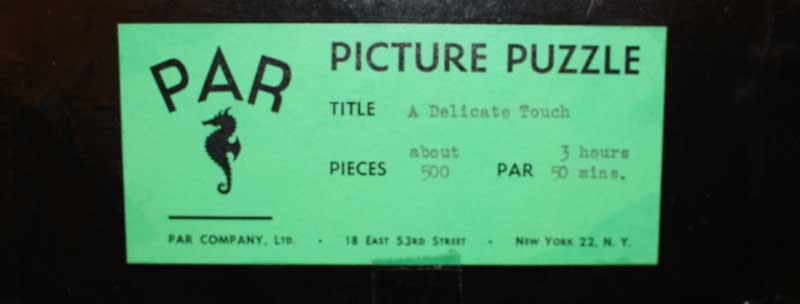 PAR
PICTURE PUZZLE
TITLE A Delicate Touch
PIECES about 500 PAR 3 hours 50 mins.
PAR COMPANY, LTD. · 18 EAST 53RD STREET · NEW YORK 22, N. Y.